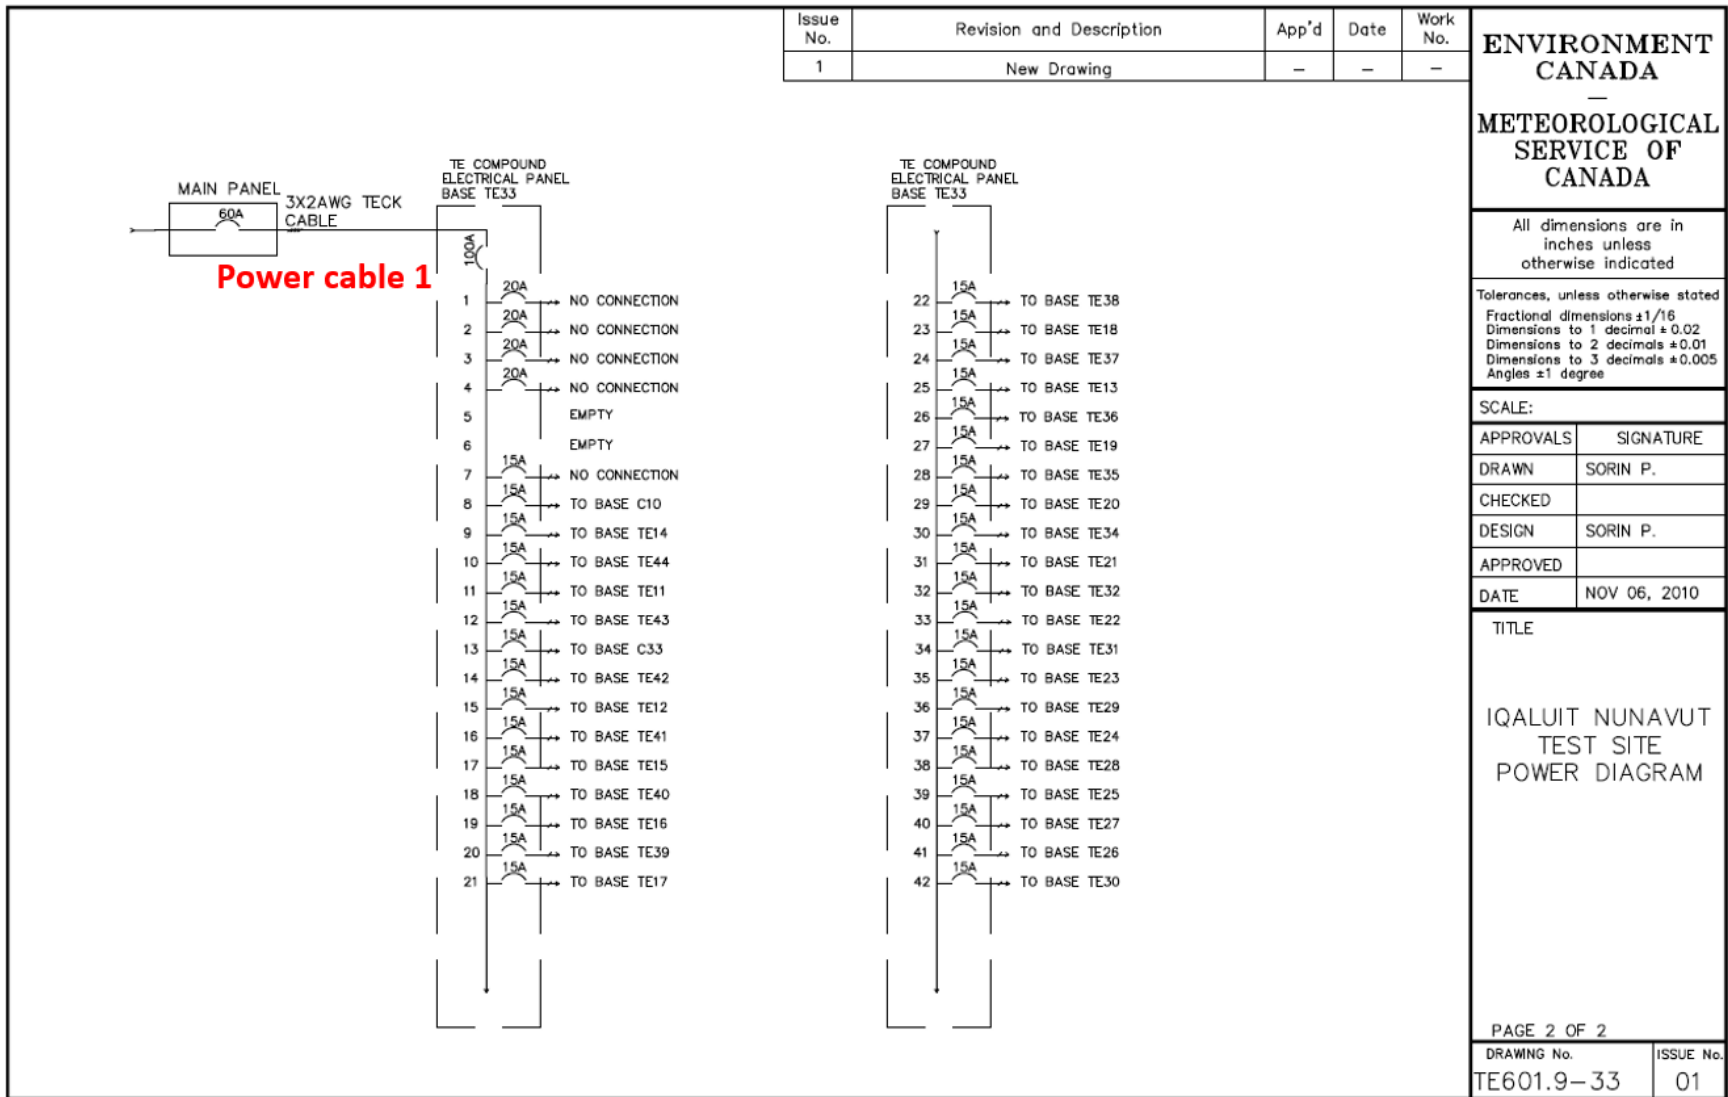 Issue No. Revision and Description App'd Date Work No.
1 New Drawing – – –
ENVIRONMENT
CANADA
—
METEOROLOGICAL
SERVICE OF
CANADA
All dimensions are in
inches unless
otherwise indicated
Tolerances, unless otherwise stated
Fractional dimensions ±1/16
Dimensions to 1 decimal ± 0.02
Dimensions to 2 decimals ±0.01
Dimensions to 3 decimals ±0.005
Angles ±1 degree
SCALE:
APPROVALS SIGNATURE
DRAWN SORIN P.
CHECKED
DESIGN SORIN P.
APPROVED
DATE NOV 06, 2010
TITLE
IQALUIT NUNAVUT
TEST SITE
POWER DIAGRAM
PAGE 2 OF 2
DRAWING No. ISSUE No.
TE601.9–33 01
MAIN PANEL
60A
3X2AWG TECK
CABLE
Power cable 1
TE COMPOUND
ELECTRICAL PANEL
BASE TE33
100A
1 20A NO CONNECTION
2 20A NO CONNECTION
3 20A NO CONNECTION
4 20A NO CONNECTION
5 EMPTY
6 EMPTY
7 15A NO CONNECTION
8 15A TO BASE C10
9 15A TO BASE TE14
10 15A TO BASE TE44
11 15A TO BASE TE11
12 15A TO BASE TE43
13 15A TO BASE C33
14 15A TO BASE TE42
15 15A TO BASE TE12
16 15A TO BASE TE41
17 15A TO BASE TE15
18 15A TO BASE TE40
19 15A TO BASE TE16
20 15A TO BASE TE39
21 15A TO BASE TE17
TE COMPOUND
ELECTRICAL PANEL
BASE TE33
22 15A TO BASE TE38
23 15A TO BASE TE18
24 15A TO BASE TE37
25 15A TO BASE TE13
26 15A TO BASE TE36
27 15A TO BASE TE19
28 15A TO BASE TE35
29 15A TO BASE TE20
30 15A TO BASE TE34
31 15A TO BASE TE21
32 15A TO BASE TE32
33 15A TO BASE TE22
34 15A TO BASE TE31
35 15A TO BASE TE23
36 15A TO BASE TE29
37 15A TO BASE TE24
38 15A TO BASE TE28
39 15A TO BASE TE25
40 15A TO BASE TE27
41 15A TO BASE TE26
42 15A TO BASE TE30